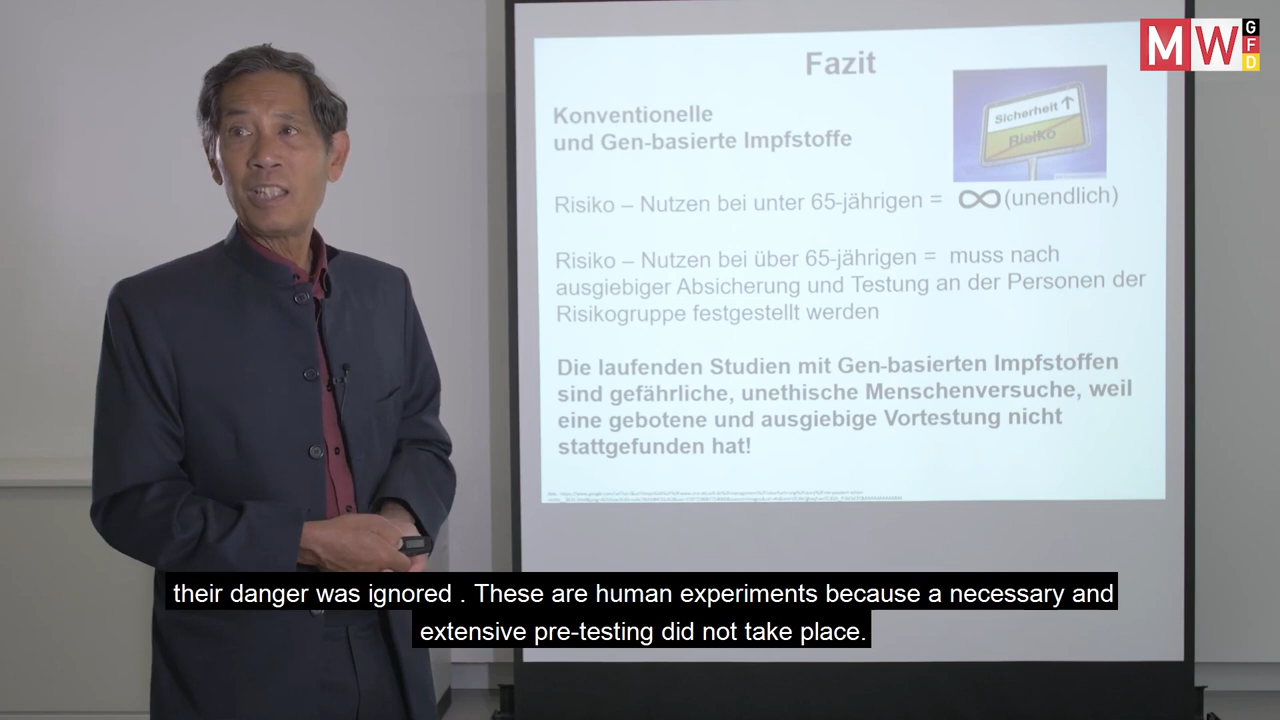 MW
G
F
D
Fazit
Konventionelle
und Gen-basierte Impfstoffe
Sicherheit
Risiko
Risiko – Nutzen bei unter 65-jährigen = ∞ (unendlich)
Risiko – Nutzen bei über 65-jährigen = muss nach
ausgiebiger Absicherung und Testung an der Personen der
Risikogruppe festgestellt werden
Die laufenden Studien mit Gen-basierten Impfstoffen
sind gefährliche, unethische Menschenversuche, weil
eine gebotene und ausgiebige Vortestung nicht
stattgefunden hat!
their danger was ignored . These are human experiments because a necessary and
extensive pre-testing did not take place.